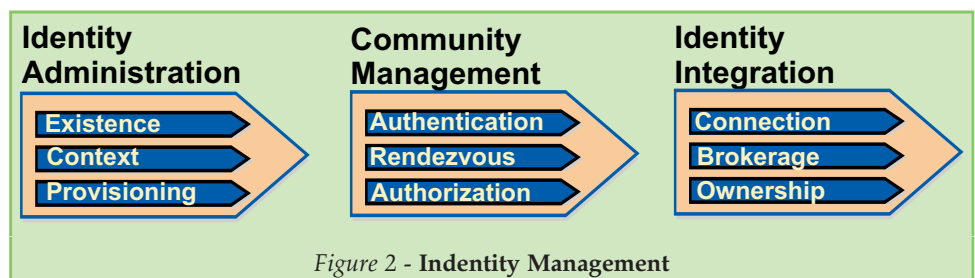 Identity
Administration
Existence
Context
Provisioning
Community
Management
Authentication
Rendezvous
Authorization
Identity
Integration
Connection
Brokerage
Ownership
Figure 2 - Indentity Management